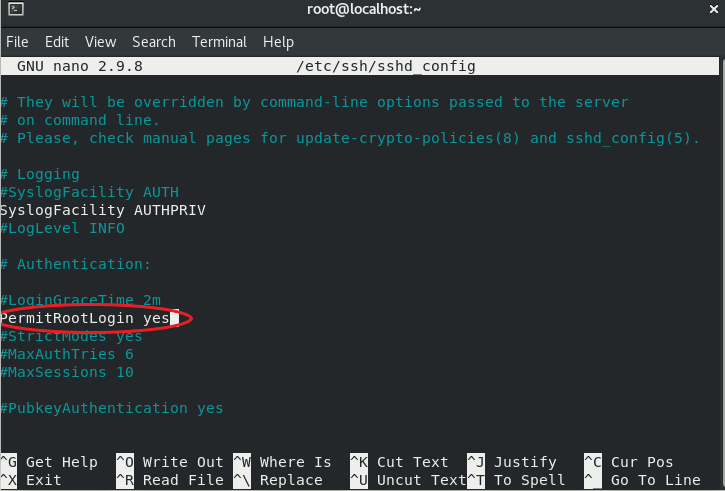 root@localhost:~
File Edit View Search Terminal Help
GNU nano 2.9.8 /etc/ssh/sshd_config
# They will be overridden by command-line options passed to the server
# on command line.
# Please, check manual pages for update-crypto-policies(8) and sshd_config(5).
# Logging
#SyslogFacility AUTH
SyslogFacility AUTHPRIV
#LogLevel INFO
# Authentication:
#LoginGraceTime 2m
PermitRootLogin yes
#StrictModes yes
#MaxAuthTries 6
#MaxSessions 10
#PubkeyAuthentication yes
^G Get Help ^O Write Out ^W Where Is ^K Cut Text ^J Justify ^C Cur Pos
^X Exit ^R Read File ^\ Replace ^U Uncut Text ^T To Spell ^_ Go To Line